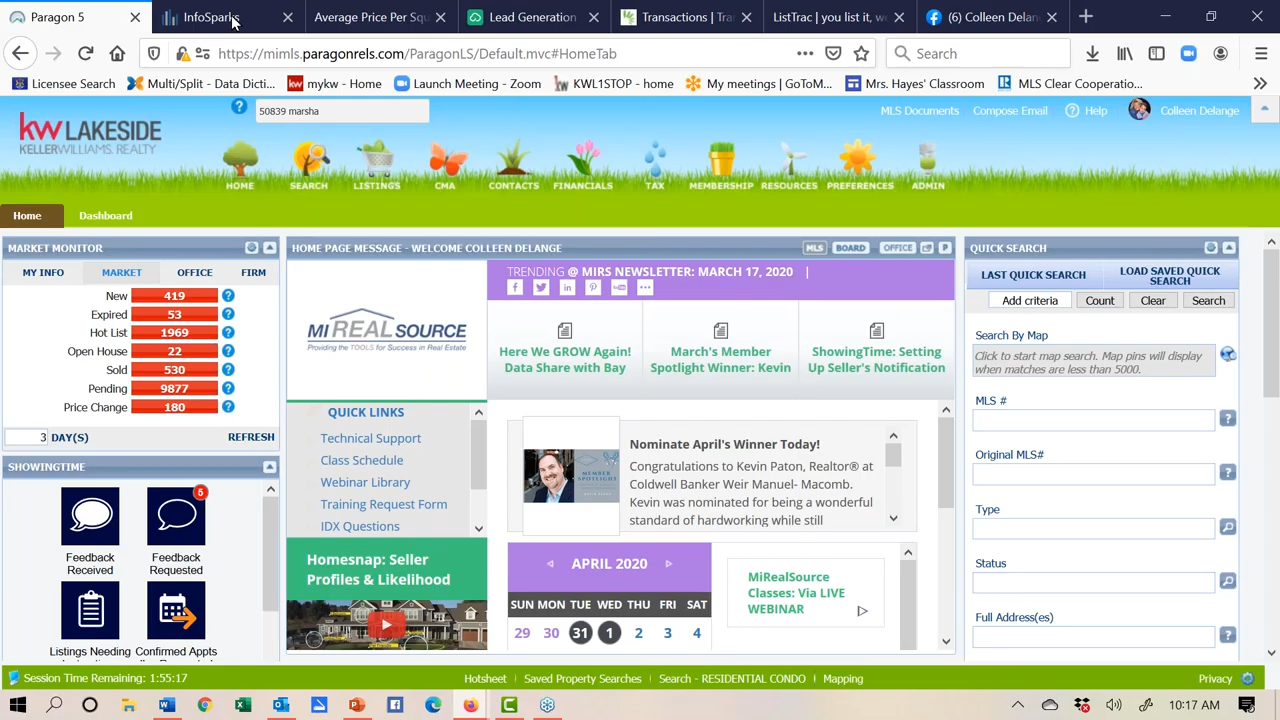 Paragon 5
InfoSparks
Average Price Per Squ
Lead Generation
Transactions | Tran
ListTrac | you list it, w
(6) Colleen Delan
https://mimls.paragonrels.com/ParagonLS/Default.mvc#HomeTab
Search
Licensee Search
Multi/Split - Data Dicti...
mykw - Home
Launch Meeting - Zoom
KWL1STOP - home
My meetings | GoToM...
Mrs. Hayes' Classroom
MLS Clear Cooperatio...
50839 marsha
MLS Documents
Compose Email
Help
Colleen Delange
kw LAKESIDE
KELLERWILLIAMS. REALTY
HOME
SEARCH
LISTINGS
CMA
CONTACTS
FINANCIALS
TAX
MEMBERSHIP
RESOURCES
PREFERENCES
ADMIN
Home
Dashboard
MARKET MONITOR
MY INFO
MARKET
OFFICE
FIRM
New 419
Expired 53
Hot List 1969
Open House 22
Sold 530
Pending 9877
Price Change 180
3 DAY(S)
REFRESH
SHOWINGTIME
5
Feedback Received
Feedback Requested
Listings Needing
Confirmed Appts
HOME PAGE MESSAGE - WELCOME COLLEEN DELANGE
MLS
BOARD
OFFICE
P
MIREALSOURCE
Providing the TOOLS for Success in Real Estate
TRENDING @ MIRS NEWSLETTER: MARCH 17, 2020 |
Here We GROW Again!
Data Share with Bay
March's Member
Spotlight Winner: Kevin
ShowingTime: Setting
Up Seller's Notification
QUICK LINKS
Technical Support
Class Schedule
Webinar Library
Training Request Form
IDX Questions
Homesnap: Seller
Profiles & Likelihood
MEMBER
SPOTLIGHT
Nominate April's Winner Today!
Congratulations to Kevin Paton, Realtor® at
Coldwell Banker Weir Manuel- Macomb.
Kevin was nominated for being a wonderful
standard of hardworking while still
APRIL 2020
SUN MON TUE WED THU FRI SAT
29 30 31 1 2 3 4
MiRealSource
Classes: Via LIVE
WEBINAR
QUICK SEARCH
LAST QUICK SEARCH
LOAD SAVED QUICK
SEARCH
Add criteria
Count
Clear
Search
Search By Map
Click to start map search. Map pins will display
when matches are less than 5000.
MLS #
Original MLS#
Type
Status
Full Address(es)
Session Time Remaining: 1:55:17
Hotsheet
Saved Property Searches
Search - RESIDENTIAL CONDO
Mapping
Privacy
10:17 AM